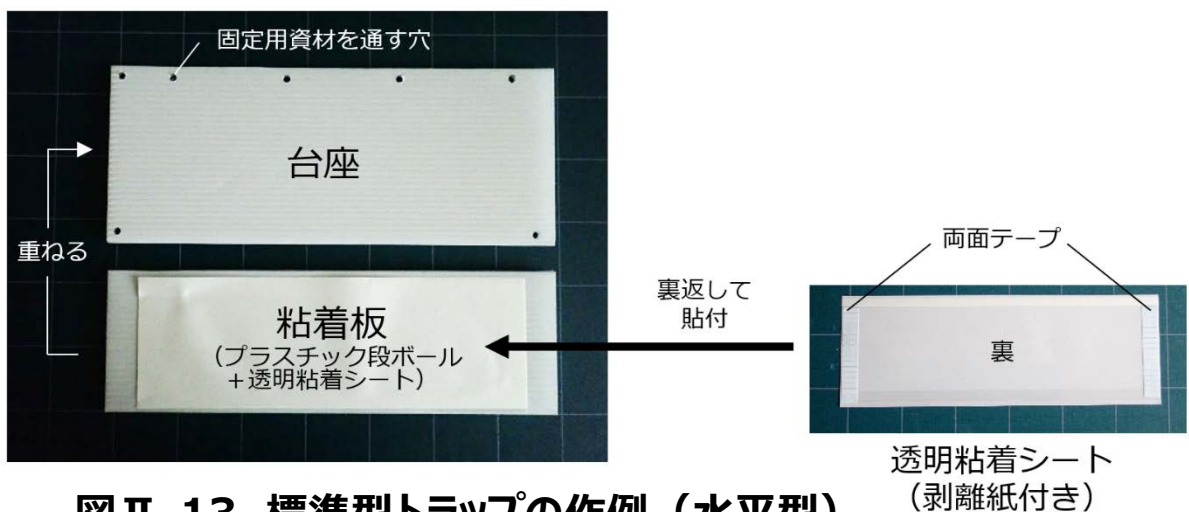 固定用資材を通す穴
台座
重ねる
粘着板
(プラスチック段ボール
+透明粘着シート)
裏返して
貼付
両面テープ
裏
透明粘着シート
(剥離紙付き)
図Ⅱ-13 標準型トラップの作例(水平型)